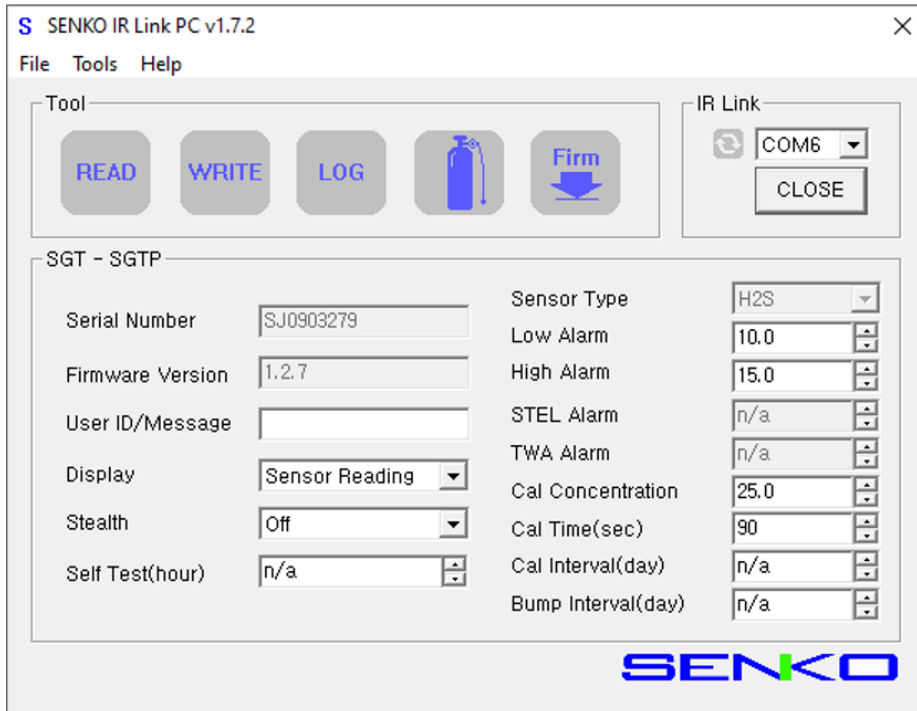 S SENKO IR Link PC v1.7.2
File Tools Help
Tool
READ
WRITE
LOG
Firm
IR Link
COM6
CLOSE
SGT - SGTP
Serial Number SJ0903279
Firmware Version 1.2.7
User ID/Message
Display Sensor Reading
Stealth Off
Self Test(hour) n/a
Sensor Type H2S
Low Alarm 10.0
High Alarm 15.0
STEL Alarm n/a
TWA Alarm n/a
Cal Concentration 25.0
Cal Time(sec) 90
Cal Interval(day) n/a
Bump Interval(day) n/a
SENKO